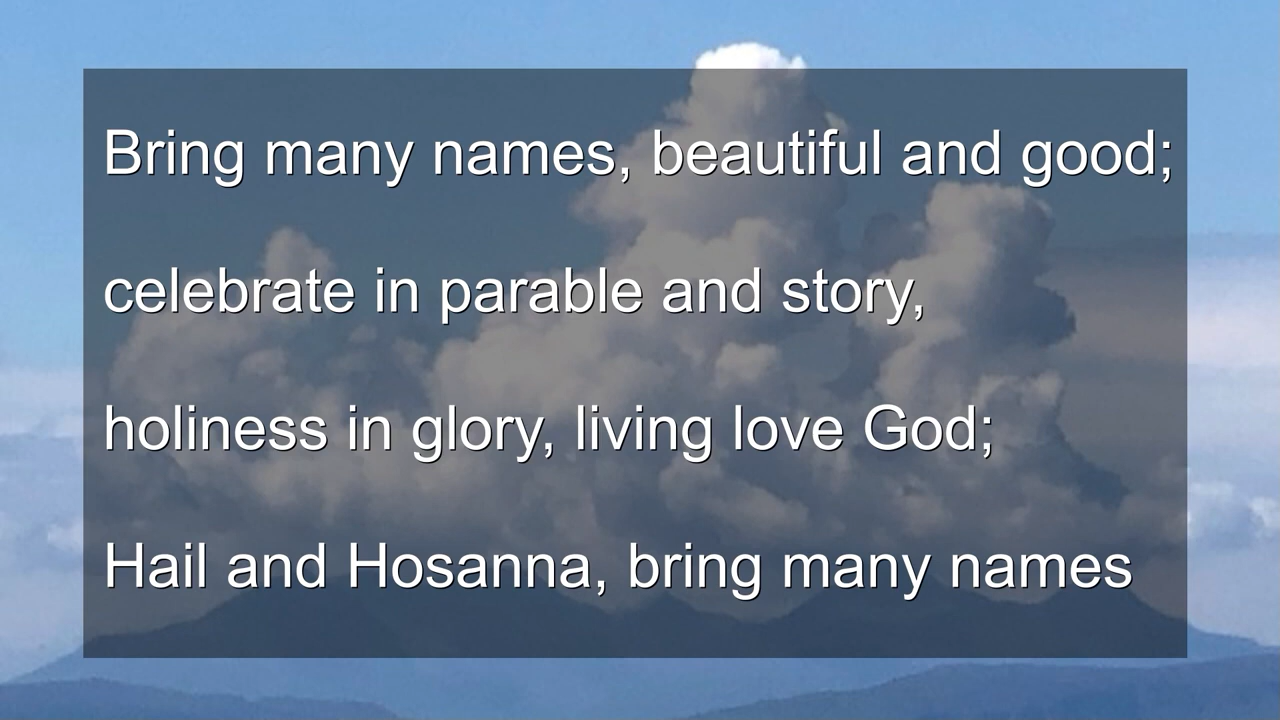 Bring many names, beautiful and good;
celebrate in parable and story,
holiness in glory, living love God;
Hail and Hosanna, bring many names